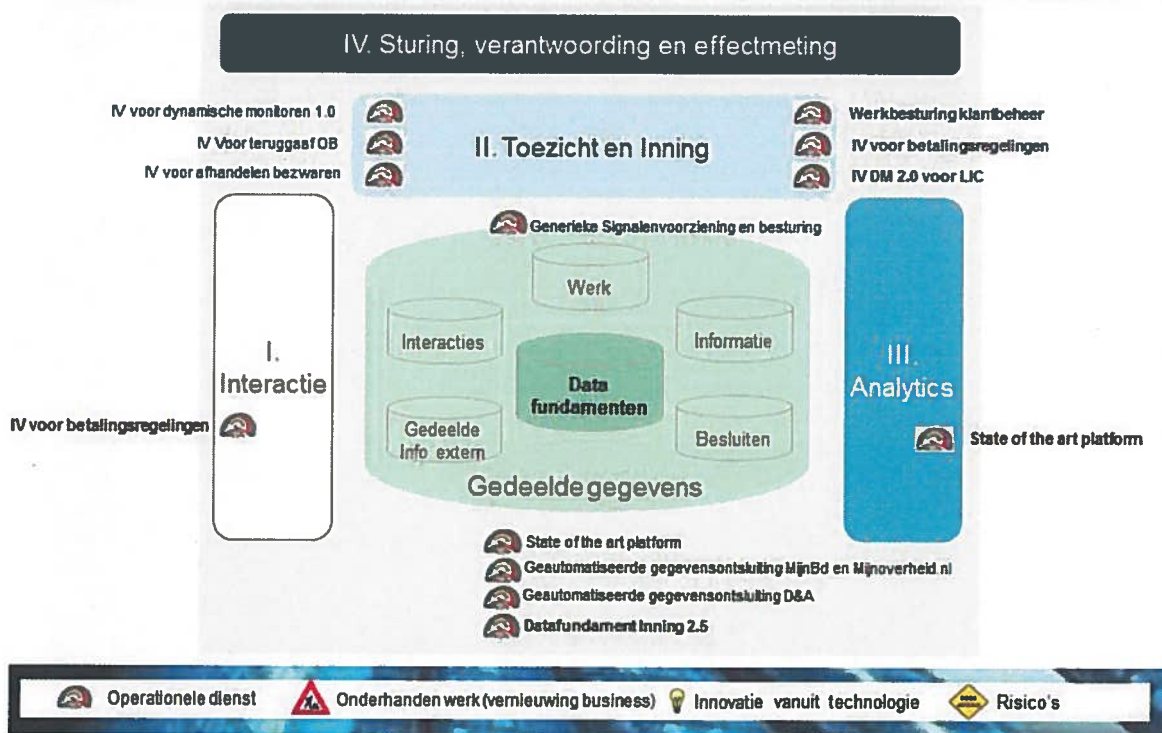 IV. Sturing, verantwoording en effectmeting
IV voor dynamische monitoren 1.0
IV Voor teruggaaf OB
IV voor afhandelen bezwaren
II. Toezicht en Inning
Werkbesturing klantbeheer
IV voor betalingsregelingen
IV DM 2.0 voor LIC
I.
Interactie
IV voor betalingsregelingen
Generieke Signalenvoorziening en besturing
Werk
Interacties
Informatie
Data
fundamenten
Gedeelde
Info extern
Besluiten
Gedeelde gegevens
III.
Analytics
State of the art platform
State of the art platform
Geautomatiseerde gegevensontsluiting MijnBd en Mijnoverheid.nl
Geautomatiseerde gegevensontsluiting D&A
Datafundament Inning 2.5
Operationele dienst
Onderhanden werk (vernieuwing business)
Innovatie vanuit technologie
Risico's